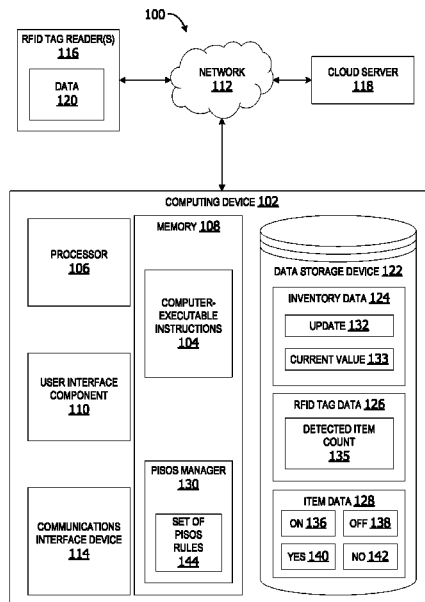 100
RFID TAG READER(S)
116
DATA
120
NETWORK
112
CLOUD SERVER
118
COMPUTING DEVICE 102
PROCESSOR
106
USER INTERFACE
COMPONENT
110
COMMUNICATIONS
INTERFACE DEVICE
114
MEMORY 108
COMPUTER-
EXECUTABLE
INSTRUCTIONS
104
PISOS MANAGER
130
SET OF
PISOS
RULES
144
DATA STORAGE DEVICE 122
INVENTORY DATA 124
UPDATE 132
CURRENT VALUE 133
RFID TAG DATA 126
DETECTED ITEM
COUNT
135
ITEM DATA 128
ON 136 OFF 138
YES 140 NO 142